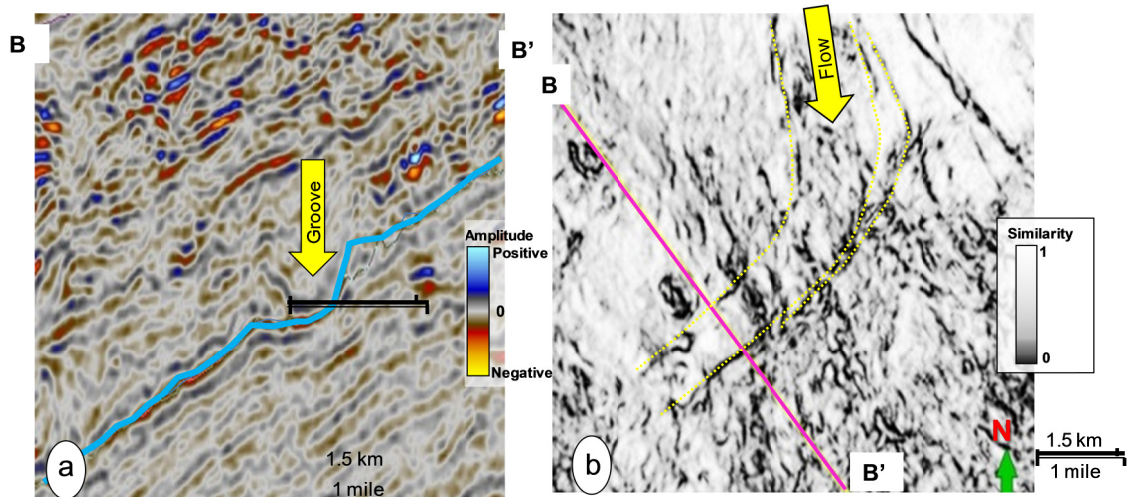 B
B'
Groove
Amplitude
Positive
0
Negative
a
1.5 km
1 mile
B
Flow
Similarity
1
0
N
b
B'
1.5 km
1 mile